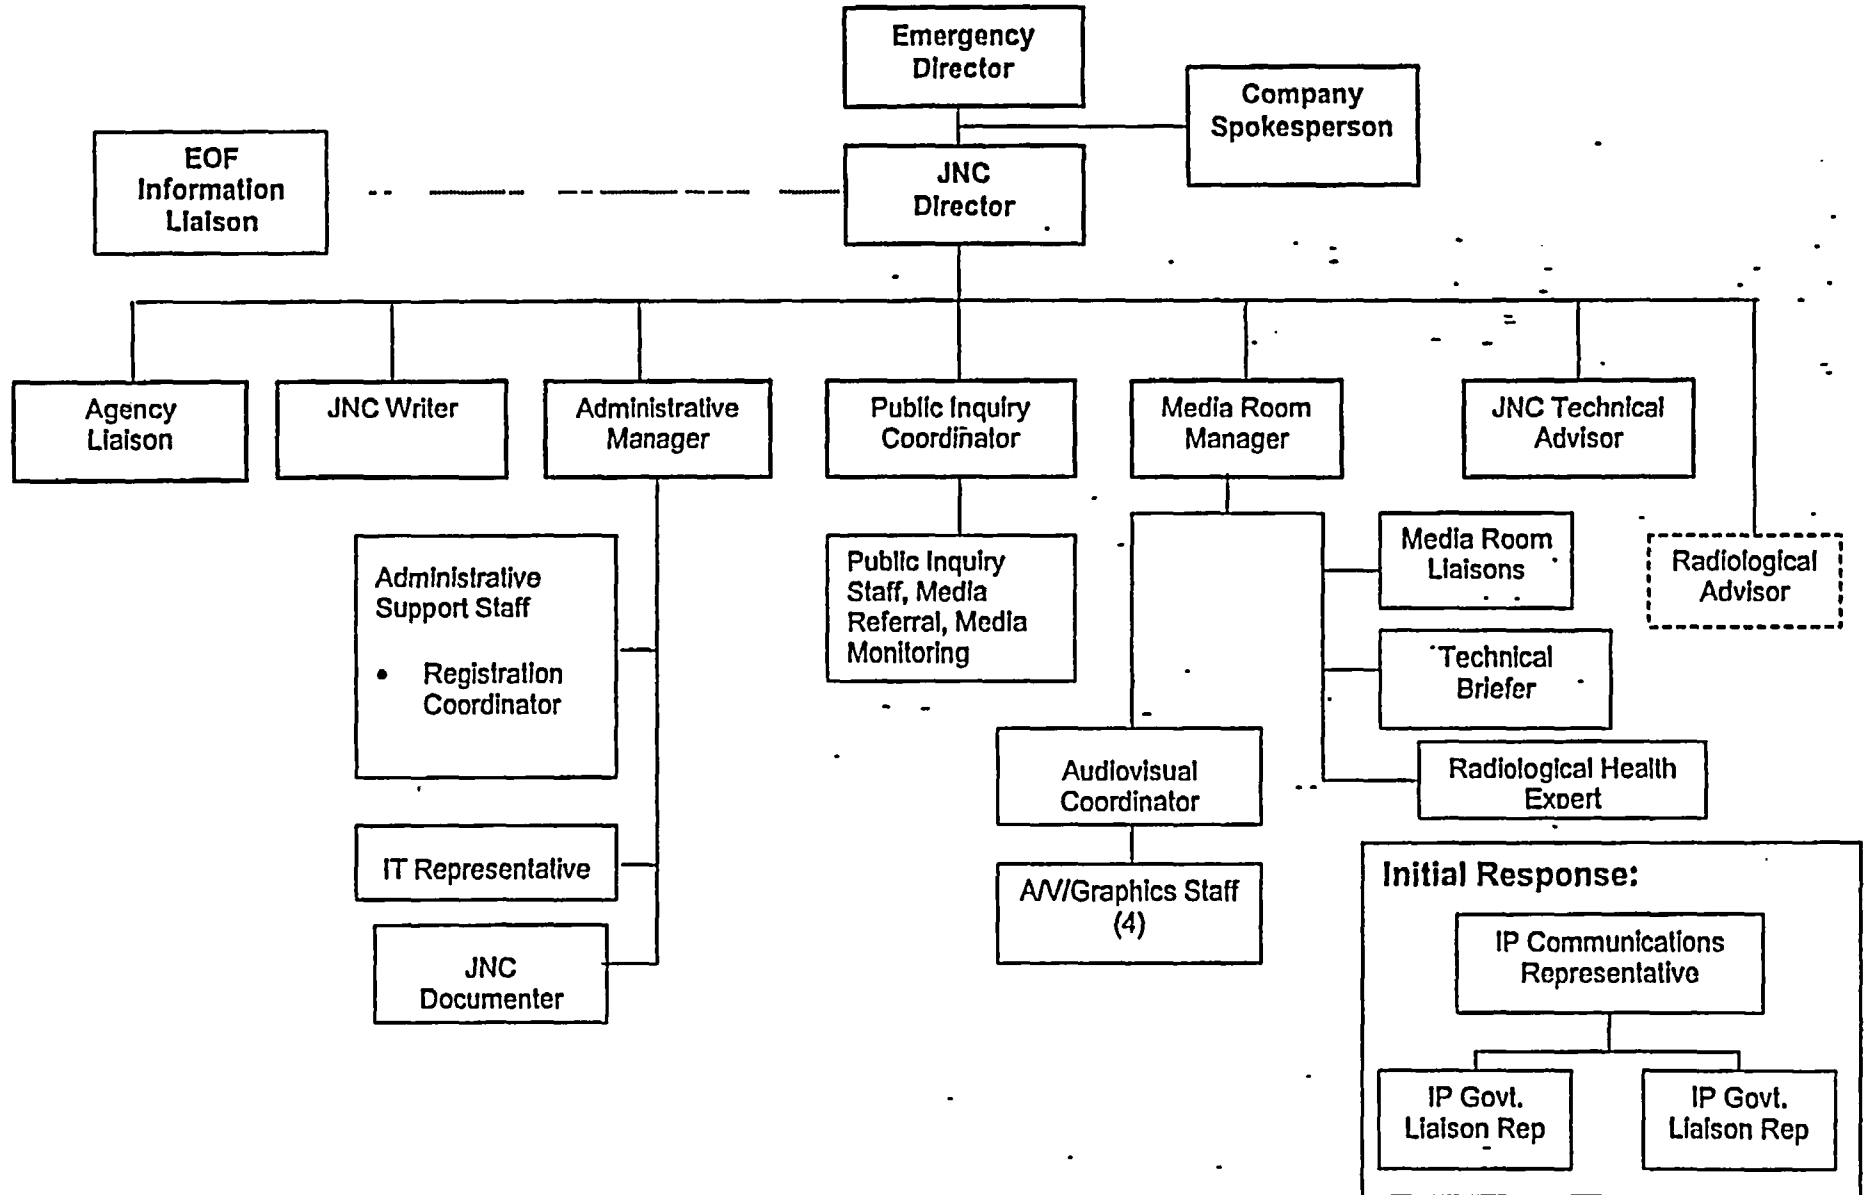 Emergency
Director
Company
Spokesperson
EOF
Information
Liaison
JNC
Director
Agency
Liaison
JNC Writer
Administrative
Manager
Public Inquiry
Coordinator
Media Room
Manager
JNC Technical
Advisor
Administrative
Support Staff
• Registration
Coordinator
Public Inquiry
Staff, Media
Referral, Media
Monitoring
Media Room
Liaisons
Radiological
Advisor
Technical
Briefer
Radiological Health
Expert
Audiovisual
Coordinator
IT Representative
A/V/Graphics Staff
(4)
JNC
Documenter
Initial Response:
IP Communications
Representative
IP Govt.
Liaison Rep
IP Govt.
Liaison Rep